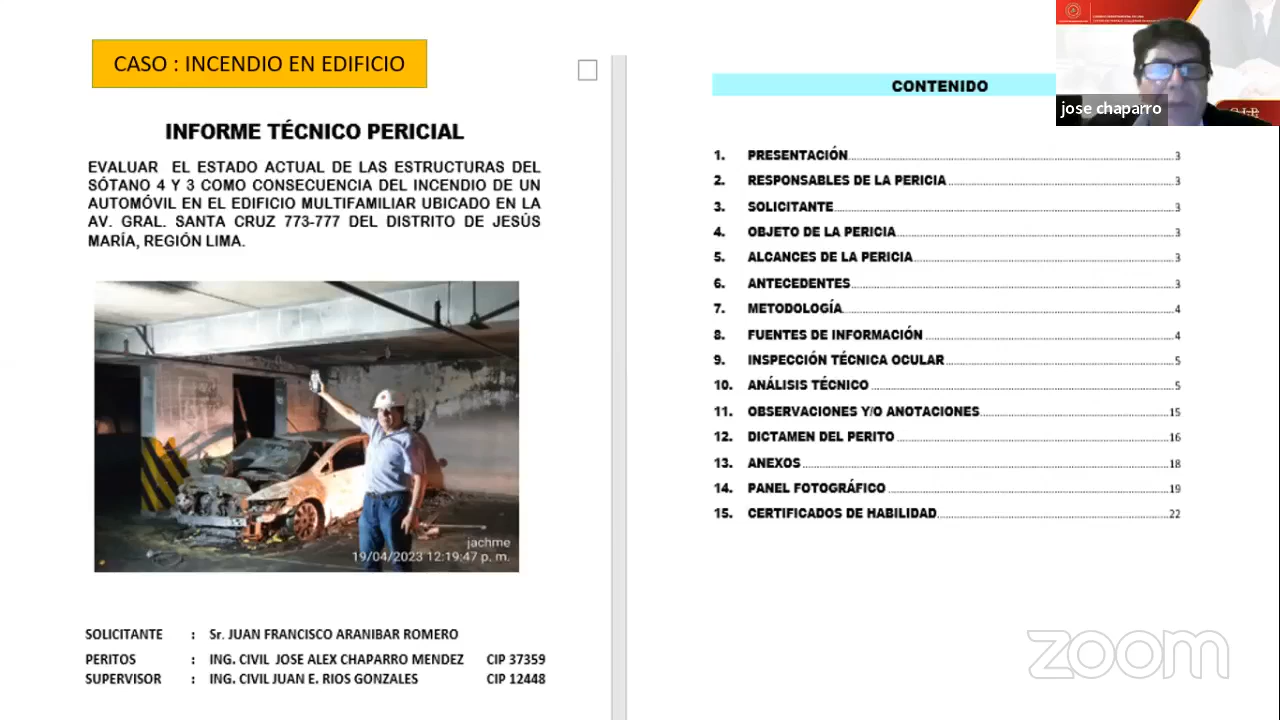 CASO : INCENDIO EN EDIFICIO
INFORME TÉCNICO PERICIAL
EVALUAR EL ESTADO ACTUAL DE LAS ESTRUCTURAS DEL
SÓTANO 4 Y 3 COMO CONSECUENCIA DEL INCENDIO DE UN
AUTOMÓVIL EN EL EDIFICIO MULTIFAMILIAR UBICADO EN LA
AV. GRAL. SANTA CRUZ 773-777 DEL DISTRITO DE JESÚS
MARÍA, REGIÓN LIMA.
jachme
19/04/2023 12:19:47 p. m.
SOLICITANTE : Sr. JUAN FRANCISCO ARANIBAR ROMERO
PERITOS : ING. CIVIL JOSE ALEX CHAPARRO MENDEZ CIP 37359
SUPERVISOR : ING. CIVIL JUAN E. RIOS GONZALES CIP 12448
CONTENIDO
1. PRESENTACIÓN 3
2. RESPONSABLES DE LA PERICIA 3
3. SOLICITANTE 3
4. OBJETO DE LA PERICIA 3
5. ALCANCES DE LA PERICIA 3
6. ANTECEDENTES 3
7. METODOLOGÍA 4
8. FUENTES DE INFORMACIÓN 4
9. INSPECCIÓN TÉCNICA OCULAR 5
10. ANÁLISIS TÉCNICO 5
11. OBSERVACIONES Y/O ANOTACIONES 15
12. DICTAMEN DEL PERITO 16
13. ANEXOS 18
14. PANEL FOTOGRÁFICO 19
15. CERTIFICADOS DE HABILIDAD 22
jose chaparro
zoom